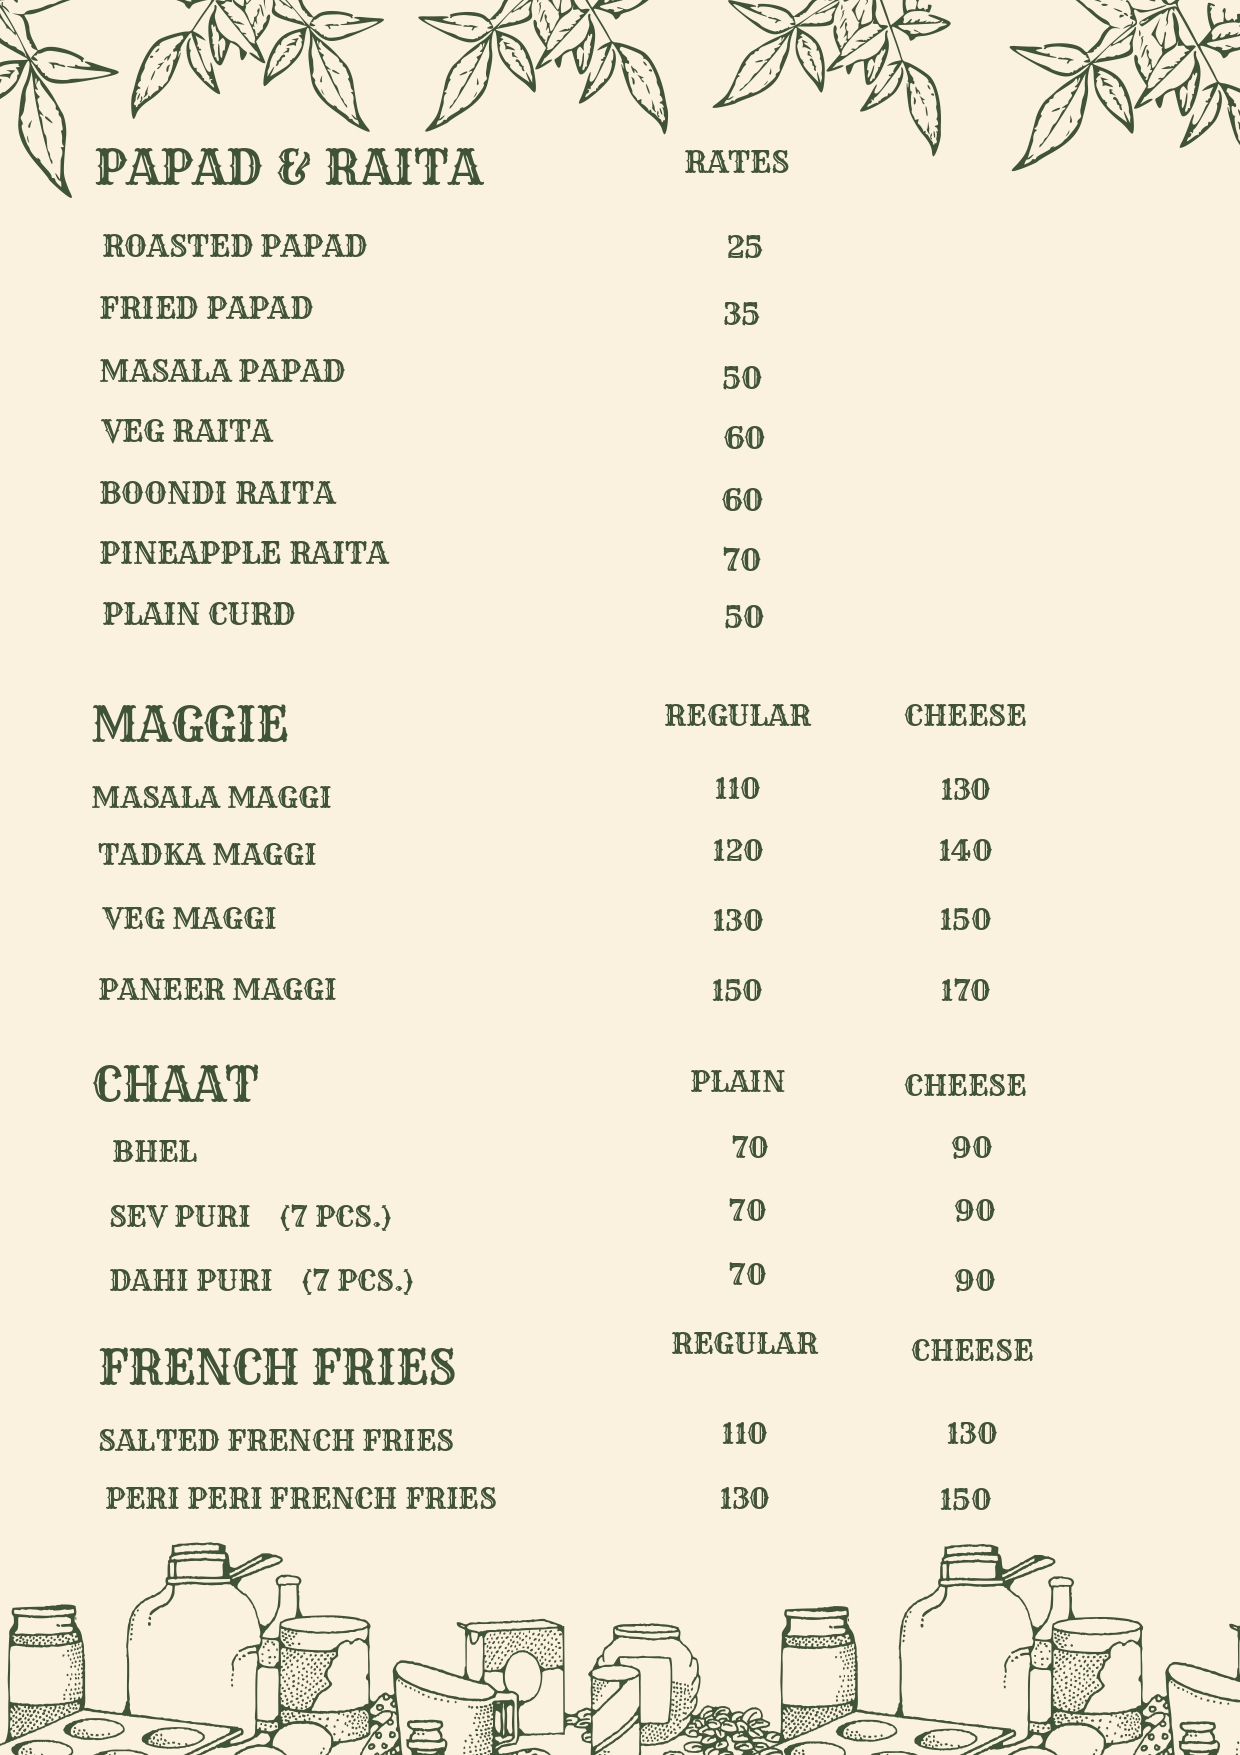 PAPAD & RAITA RATES
ROASTED PAPAD 25
FRIED PAPAD 35
MASALA PAPAD 50
VEG RAITA 60
BOONDI RAITA 60
PINEAPPLE RAITA 70
PLAIN CURD 50
MAGGIE REGULAR CHEESE
MASALA MAGGI 110 130
TADKA MAGGI 120 140
VEG MAGGI 130 150
PANEER MAGGI 150 170
CHAAT PLAIN CHEESE
BHEL 70 90
SEV PURI (7 PCS.) 70 90
DAHI PURI (7 PCS.) 70 90
FRENCH FRIES REGULAR CHEESE
SALTED FRENCH FRIES 110 130
PERI PERI FRENCH FRIES 130 150